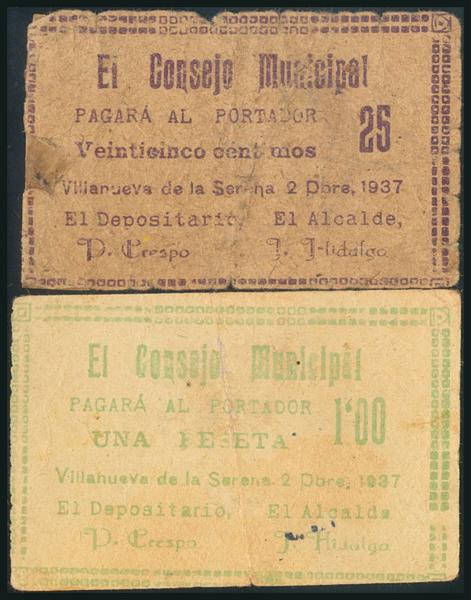 El Consejo Municipal
PAGARÁ AL PORTADOR 25
Veinticinco cent mos
Villanueva de la Serena 2 Dbre, 1937
El Depositario, El Alcalde,
P. Crespo J. Hidalgo
El Consejo Municipal
PAGARÁ AL PORTADOR 1'00
UNA PESETA
Villanueva de la Serena 2 Dbre, 1937
El Depositario, El Alcalde
P. Crespo J. Hidalgo